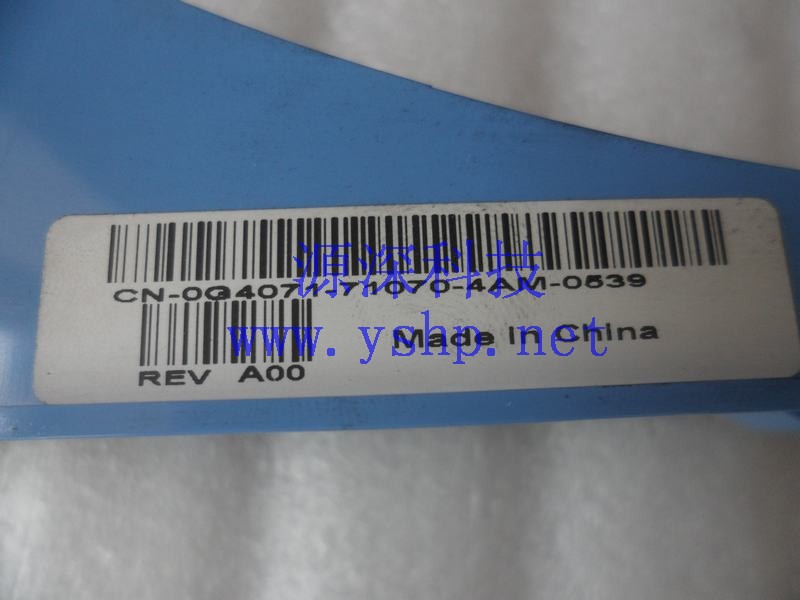 源深科技
CN-0G4071-71070-4AM-0539
www.yshp.net
Made in China
REV A00